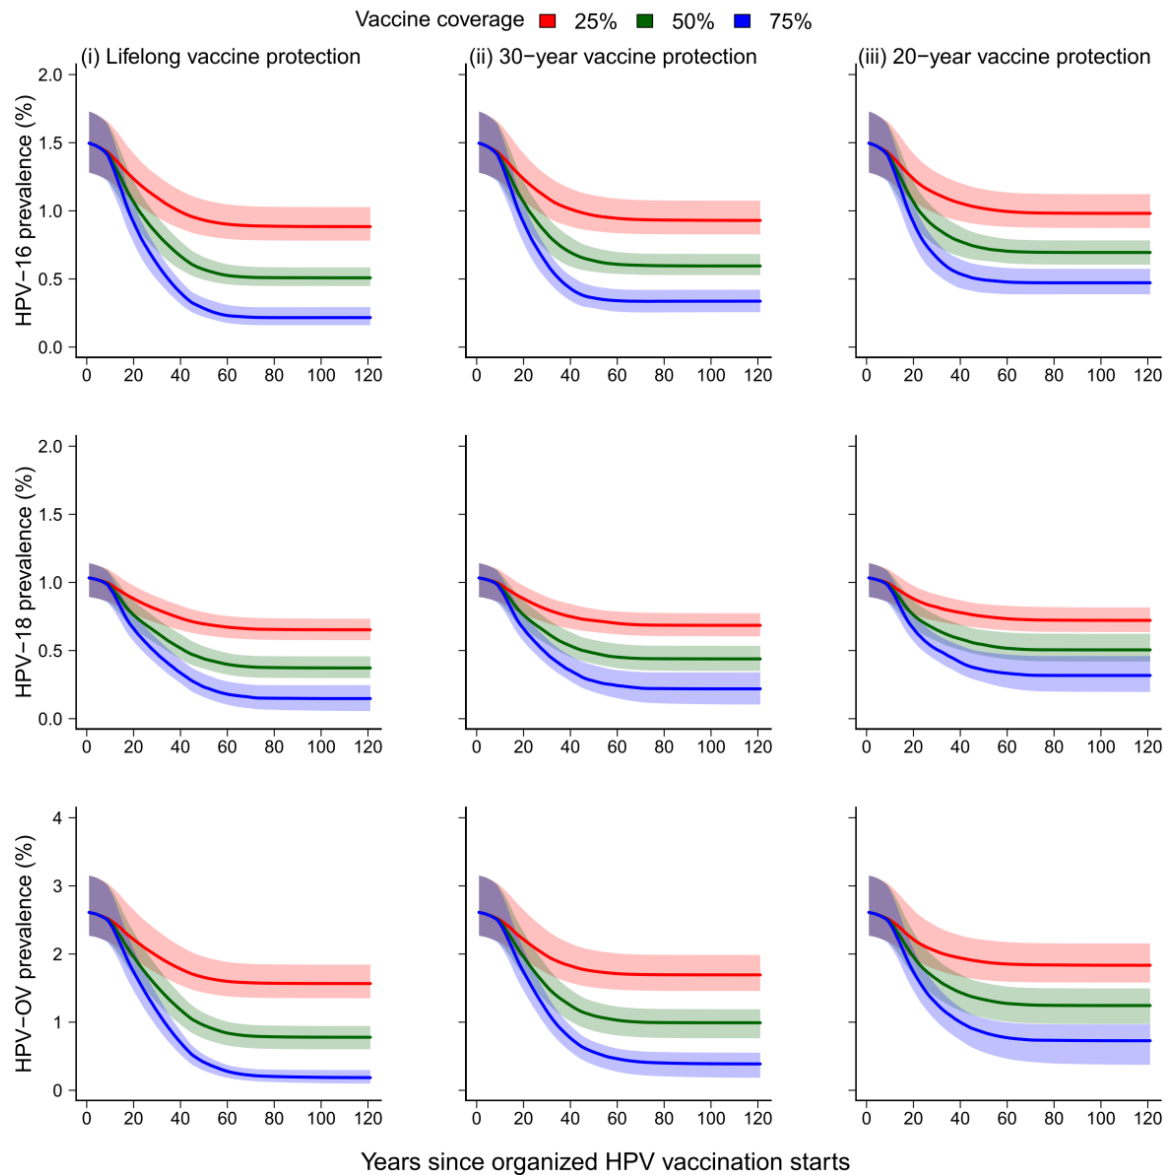 Vaccine coverage 25% 50% 75%
(i) Lifelong vaccine protection
(ii) 30−year vaccine protection
(iii) 20−year vaccine protection
HPV−16 prevalence (%)
2.0
1.5
1.0
0.5
0.0
0 20 40 60 80 100 120
0 20 40 60 80 100 120
0 20 40 60 80 100 120
HPV−18 prevalence (%)
2.0
1.5
1.0
0.5
0.0
0 20 40 60 80 100 120
0 20 40 60 80 100 120
0 20 40 60 80 100 120
HPV−OV prevalence (%)
4
3
2
1
0
0 20 40 60 80 100 120
0 20 40 60 80 100 120
0 20 40 60 80 100 120
Years since organized HPV vaccination starts